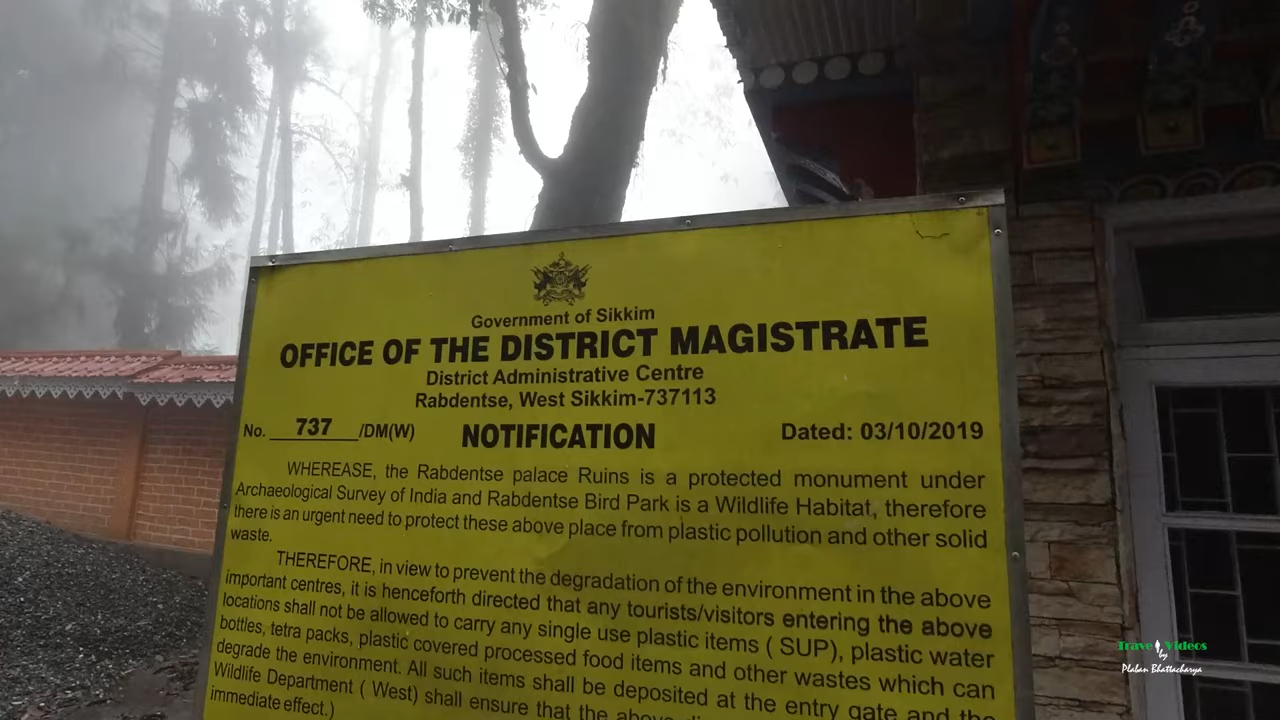 Government of Sikkim
OFFICE OF THE DISTRICT MAGISTRATE
District Administrative Centre
Rabdentse, West Sikkim-737113
No. 737 /DM(W) NOTIFICATION Dated: 03/10/2019
WHEREASE, the Rabdentse palace Ruins is a protected monument under
Archaeological Survey of India and Rabdentse Bird Park is a Wildlife Habitat, therefore
there is an urgent need to protect these above place from plastic pollution and other solid
waste.
THEREFORE, in view to prevent the degradation of the environment in the above
important centres, it is henceforth directed that any tourists/visitors entering the above
locations shall not be allowed to carry any single use plastic items ( SUP), plastic water
bottles, tetra packs, plastic covered processed food items and other wastes which can
degrade the environment. All such items shall be deposited at the entry gate and the
Wildlife Department ( West) shall ensure that the above
immediate effect.)
Travel Videos
by
Plaban Bhattacharya